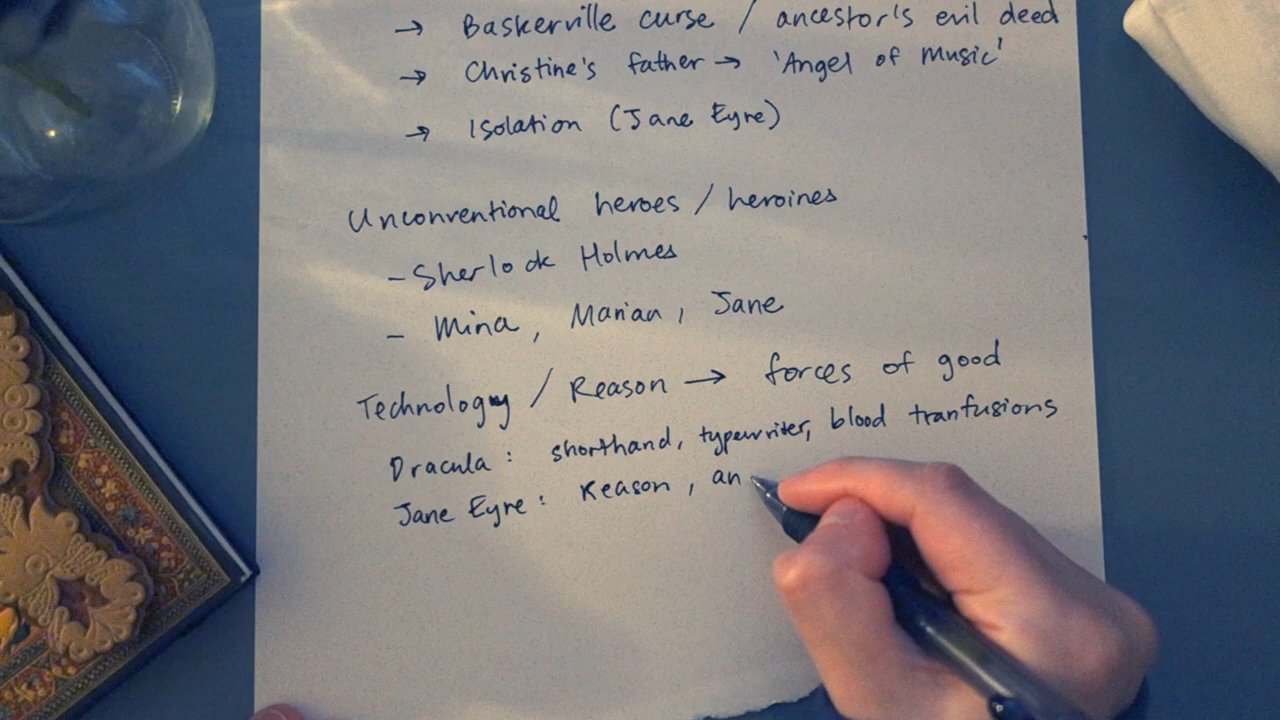 → Baskerville curse / ancestor's evil deed
→ Christine's father → 'Angel of Music'
→ Isolation (Jane Eyre)
Unconventional heroes / heroines
- Sherlock Holmes
- Mina, Marian, Jane
Technology / Reason → forces of good
Dracula: shorthand, typewriter, blood tranfusions
Jane Eyre: Reason, an